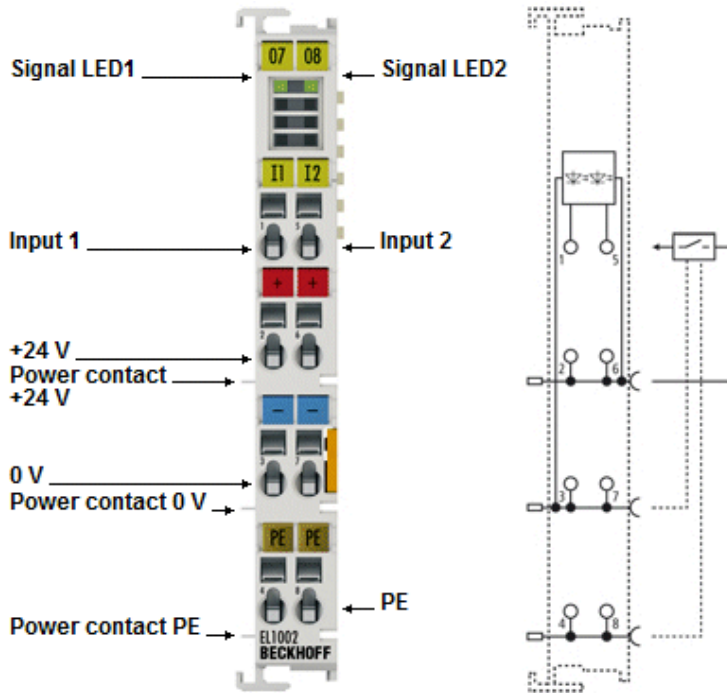 07 08
Signal LED1
Signal LED2
I1 I2
1 5
Input 1
Input 2
1 5
+ +
2 6
+24 V
Power contact
+24 V
2 6
- -
3 7
0 V
Power contact 0 V
3 7
PE PE
4 8
PE
Power contact PE
4 8
EL1002
BECKHOFF